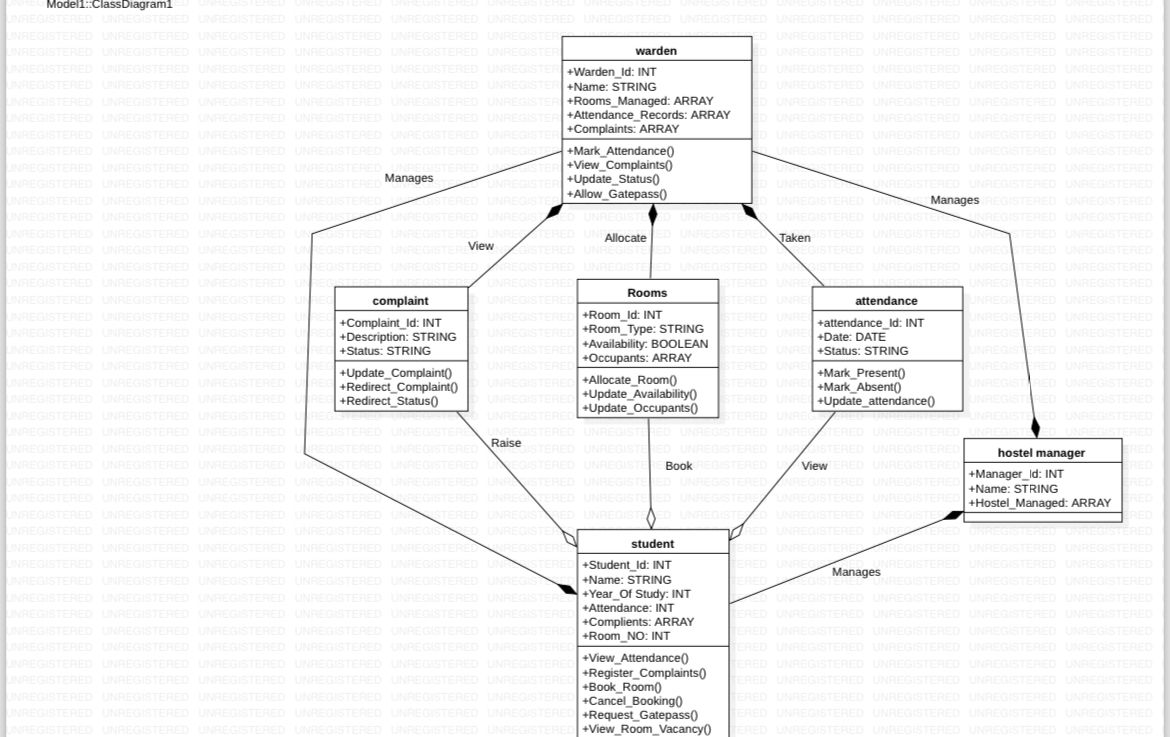 Model1::ClassDiagram1
warden
+Warden_Id: INT
+Name: STRING
+Rooms_Managed: ARRAY
+Attendance_Records: ARRAY
+Complaints: ARRAY
+Mark_Attendance()
+View_Complaints()
+Update_Status()
+Allow_Gatepass()
Manages
Manages
View
Allocate
Taken
complaint
+Complaint_Id: INT
+Description: STRING
+Status: STRING
+Update_Complaint()
+Redirect_Complaint()
+Redirect_Status()
Rooms
+Room_Id: INT
+Room_Type: STRING
+Availability: BOOLEAN
+Occupants: ARRAY
+Allocate_Room()
+Update_Availability()
+Update_Occupants()
attendance
+attendance_Id: INT
+Date: DATE
+Status: STRING
+Mark_Present()
+Mark_Absent()
+Update_attendance()
Raise
Book
View
hostel manager
+Manager_Id: INT
+Name: STRING
+Hostel_Managed: ARRAY
Manages
student
+Student_Id: INT
+Name: STRING
+Year_Of Study: INT
+Attendance: INT
+Complients: ARRAY
+Room_NO: INT
+View_Attendance()
+Register_Complaints()
+Book_Room()
+Cancel_Booking()
+Request_Gatepass()
+View_Room_Vacancy()
UNREGISTERED